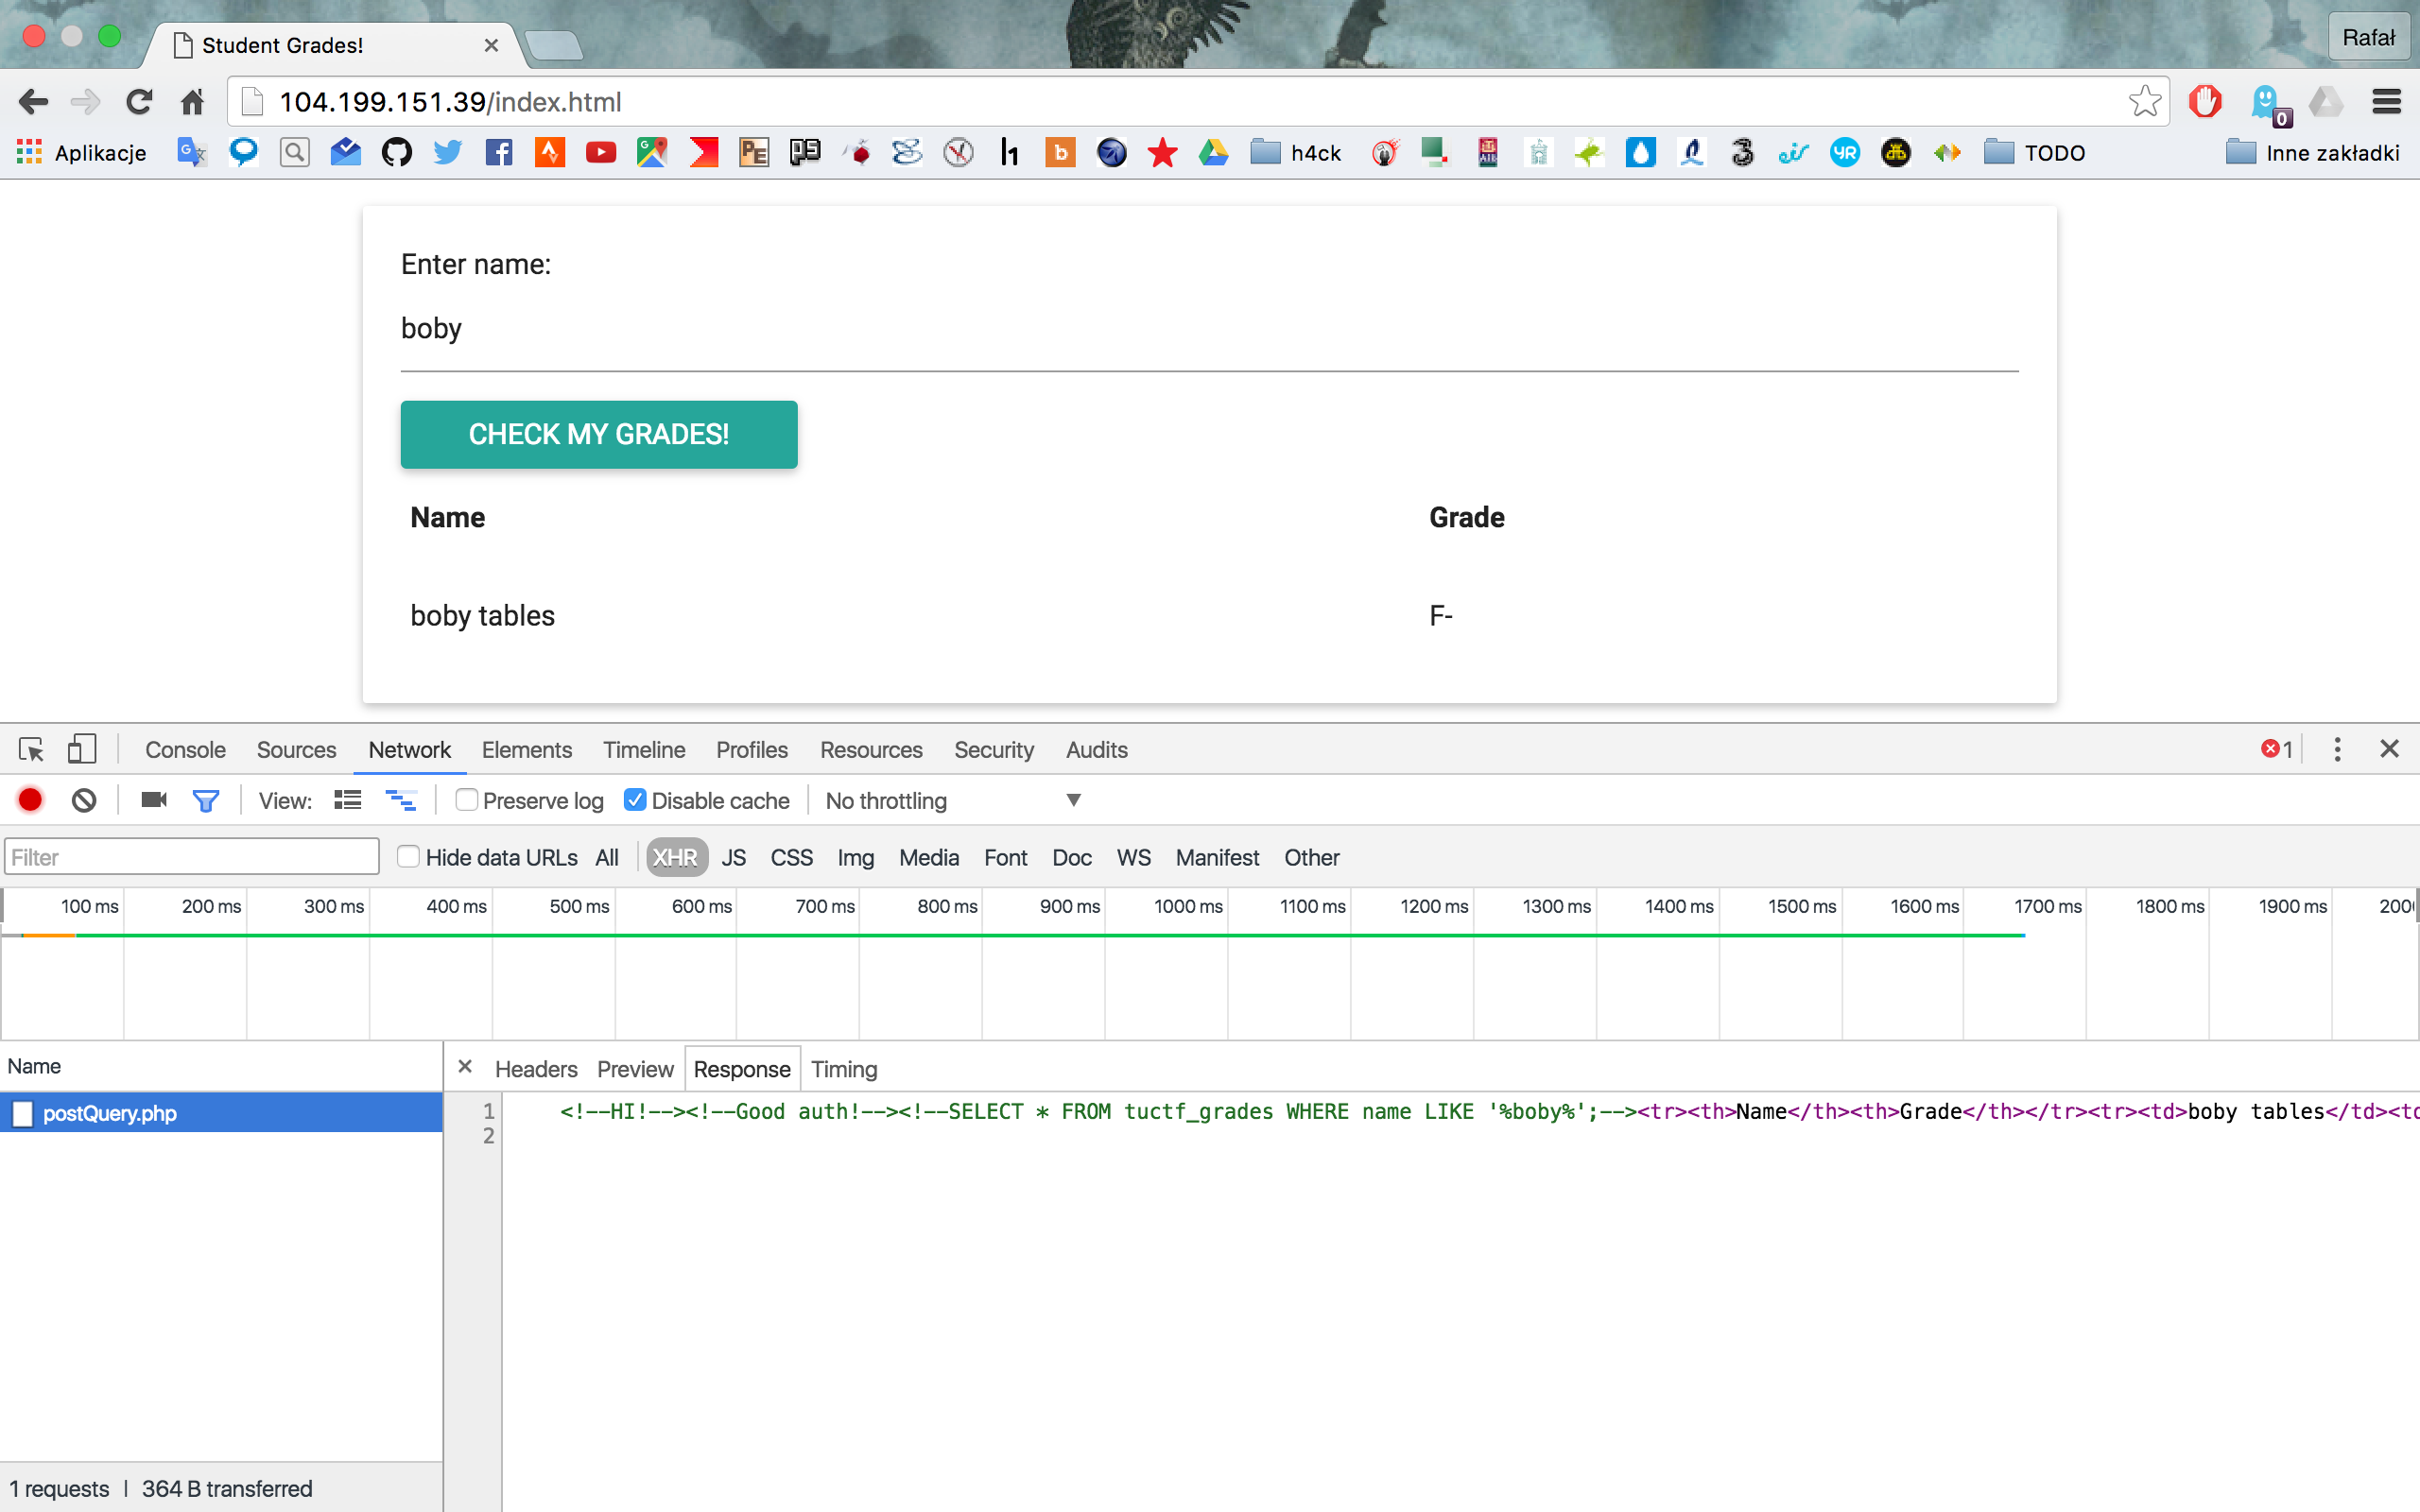 Student Grades!
Rafał
104.199.151.39/index.html
0
Aplikacje
h4ck
TODO
Inne zakładki
Enter name:
boby
CHECK MY GRADES!
Name Grade
boby tables F-
Console Sources Network Elements Timeline Profiles Resources Security Audits 1
View: Preserve log Disable cache No throttling
Filter Hide data URLs All XHR JS CSS Img Media Font Doc WS Manifest Other
100 ms 200 ms 300 ms 400 ms 500 ms 600 ms 700 ms 800 ms 900 ms 1000 ms 1100 ms 1200 ms 1300 ms 1400 ms 1500 ms 1600 ms 1700 ms 1800 ms 1900 ms
Name Headers Preview Response Timing
postQuery.php
1 <!--HI!--><!--Good auth!--><!--SELECT * FROM tuctf_grades WHERE name LIKE '%boby%';--><tr><th>Name</th><th>Grade</th></tr><tr><td>boby tables</td>
2
1 requests | 364 B transferred